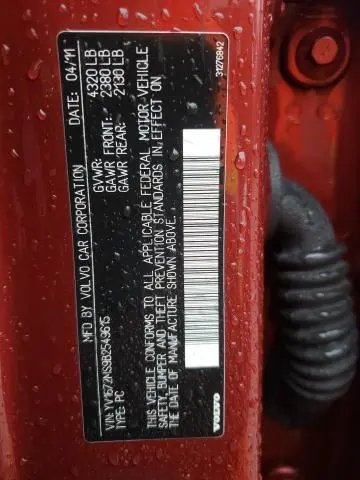 MFD BY VOLVO CAR CORPORATION DATE: 04/11
GVWR: 4320 LB
GAWR FRONT: 2380 LB
GAWR REAR: 2130 LB
THIS VEHICLE CONFORMS TO ALL APPLICABLE FEDERAL MOTOR-VEHICLE
SAFETY, BUMPER AND THEFT PREVENTION STANDARDS IN EFFECT ON
THE DATE OF MANUFACTURE SHOWN ABOVE.
VIN: YV1672MS9B2549615
TYPE: PC
VOLVO
31276842